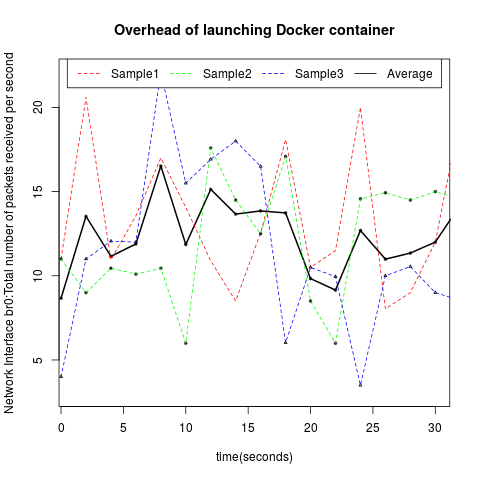 Overhead of launching Docker container
Network Interface br0:Total number of packets received per second
Sample1 Sample2 Sample3 Average
20
15
10
5
0 5 10 15 20 25 30
time(seconds)